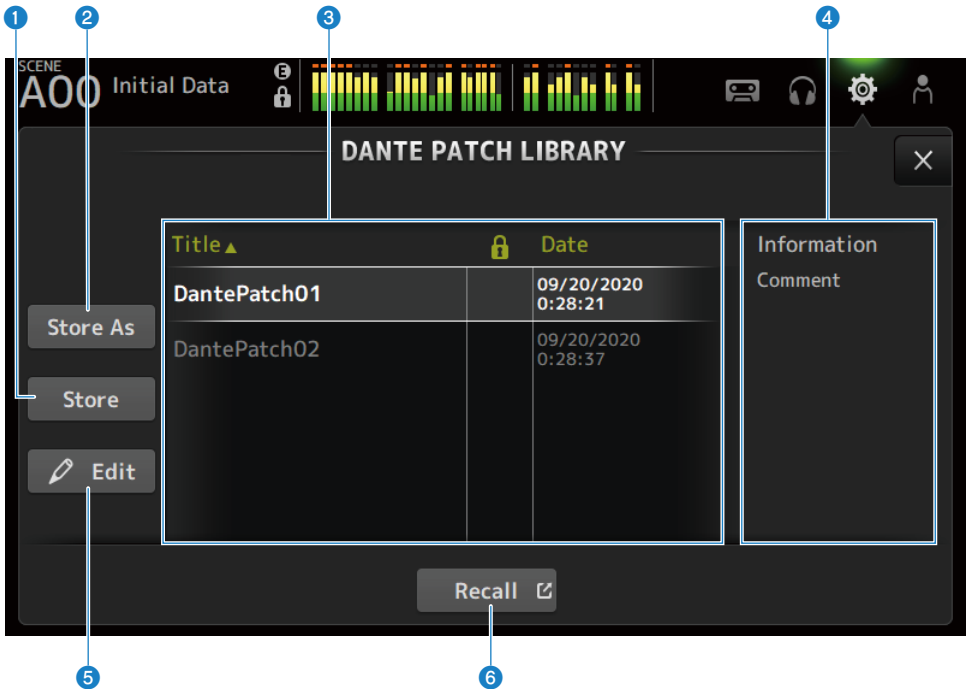 1 2 3 4
SCENE
A00 Initial Data E
DANTE PATCH LIBRARY
Title▲ Date
DantePatch01 09/20/2020
0:28:21
DantePatch02 09/20/2020
0:28:37
Information
Comment
Store As
Store
Edit
Recall
5 6